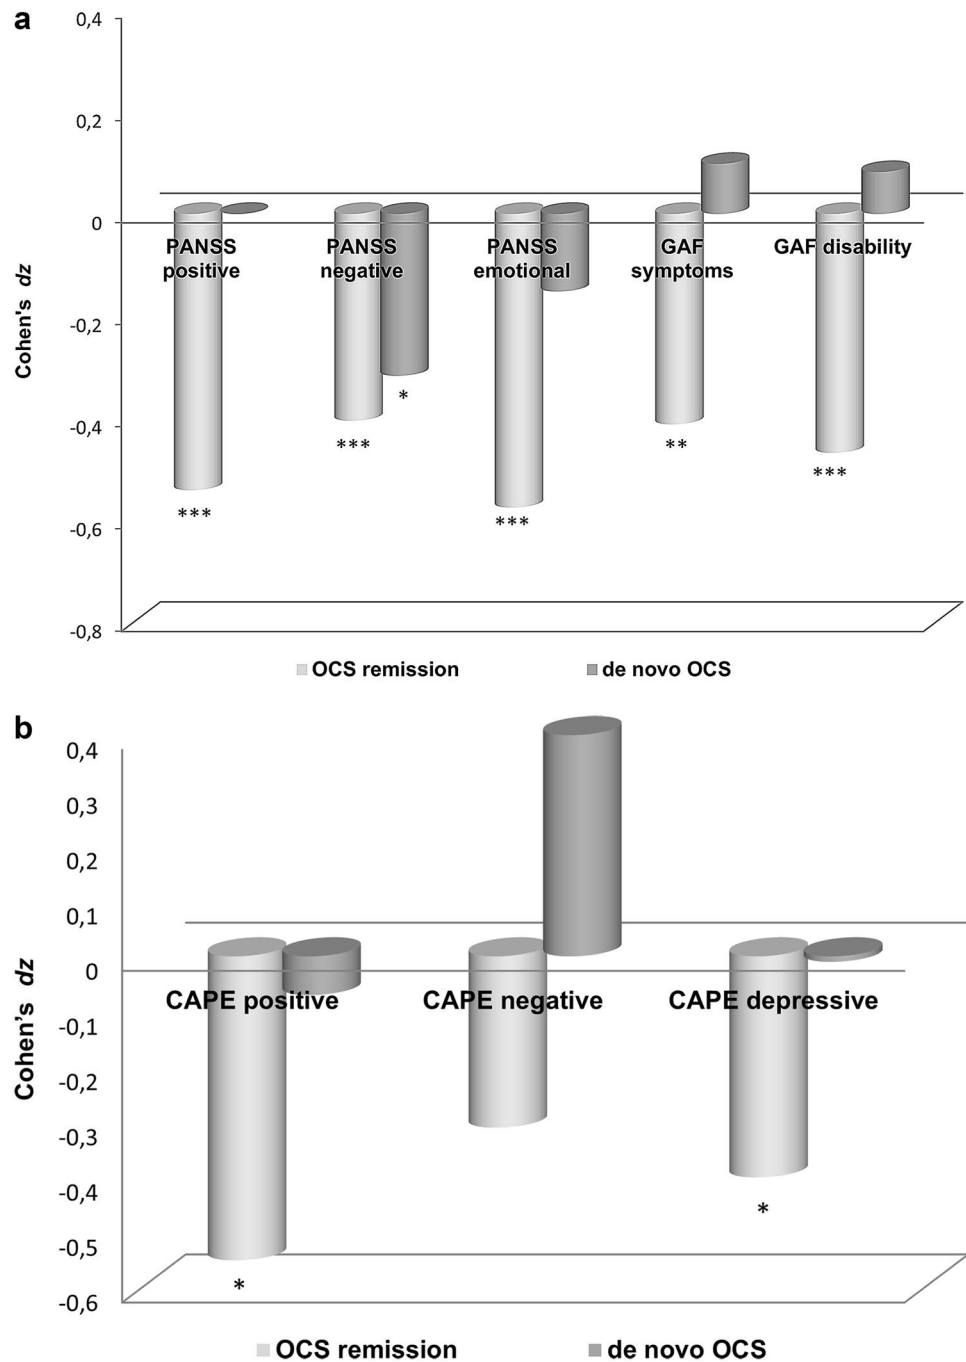 a
0,4
0,2
0
-0,2
-0,4
-0,6
-0,8
Cohen's dz
PANSS positive
PANSS negative
PANSS emotional
GAF symptoms
GAF disability
***
***
*
***
**
***
OCS remission
de novo OCS
b
0,4
0,3
0,2
0,1
0
-0,1
-0,2
-0,3
-0,4
-0,5
-0,6
Cohen's dz
CAPE positive
CAPE negative
CAPE depressive
*
*
OCS remission
de novo OCS